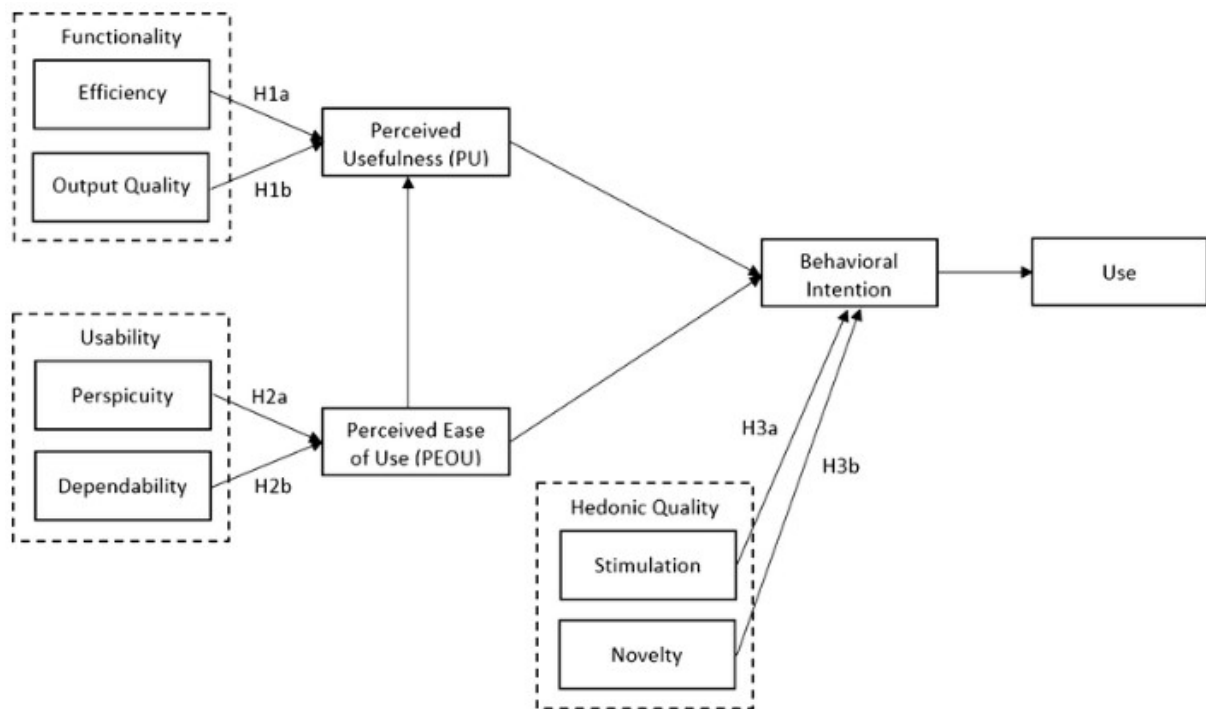 Functionality
Efficiency
H1a
Output Quality
H1b
Perceived
Usefulness (PU)
Behavioral
Intention
Use
Usability
Perspicuity
H2a
Dependability
H2b
Perceived Ease
of Use (PEOU)
H3a
H3b
Hedonic Quality
Stimulation
Novelty